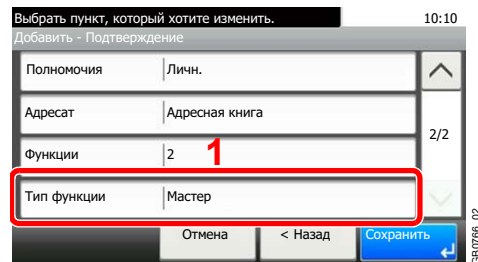 Выбрать пункт, который хотите изменить. 10:10
Добавить - Подтверждение
Полномочия Личн.
Адресат Адресная книга
2/2
Функции 2 1
Тип функции Мастер
Отмена < Назад Сохранить
GB0766_02